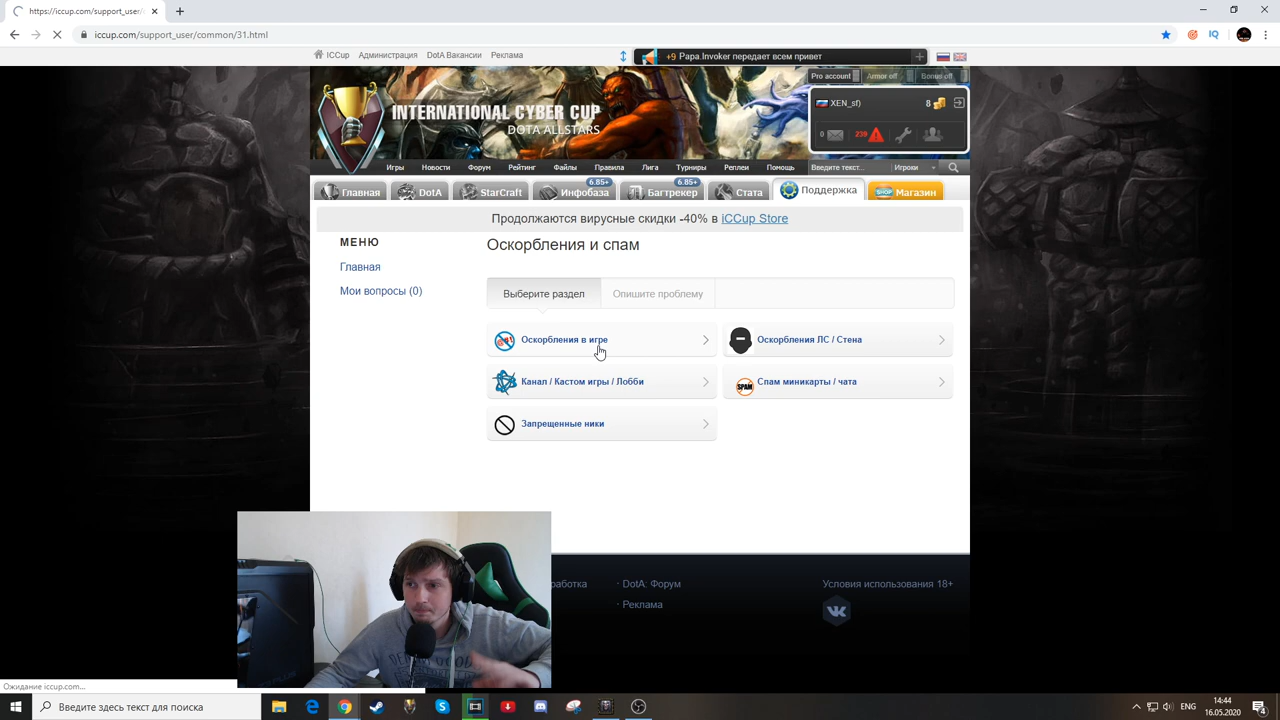 https://iccup.com/support_user/
iccup.com/support_user/common/31.html
ICCup Администрация DotA Вакансии Реклама
+9 Papa.Invoker передает всем привет
Pro account Armor off Bonus off
INTERNATIONAL CYBER CUP
DOTA ALLSTARS
XEN_sf) 8
0 239
Игры Новости Форум Рейтинг Файлы Правила Лига Турниры Реплеи Помощь Введите текст... Игроки
6.85+ 6.85+
Главная DotA StarCraft Инфобаза Багтрекер Стата Поддержка SHOP Магазин
Продолжаются вирусные скидки -40% в iCCup Store
МЕНЮ
Главная
Мои вопросы (0)
Оскорбления и спам
Выберите раздел Опишите проблему
Оскорбления в игре
Оскорбления ЛС / Стена
Канал / Кастом игры / Лобби
SPAM Спам миникарты / чата
Запрещенные ники
· DotA: Форум
· Реклама
Условия использования 18+
Ожидание iccup.com...
Введите здесь текст для поиска
ENG
14:44
16.05.2020